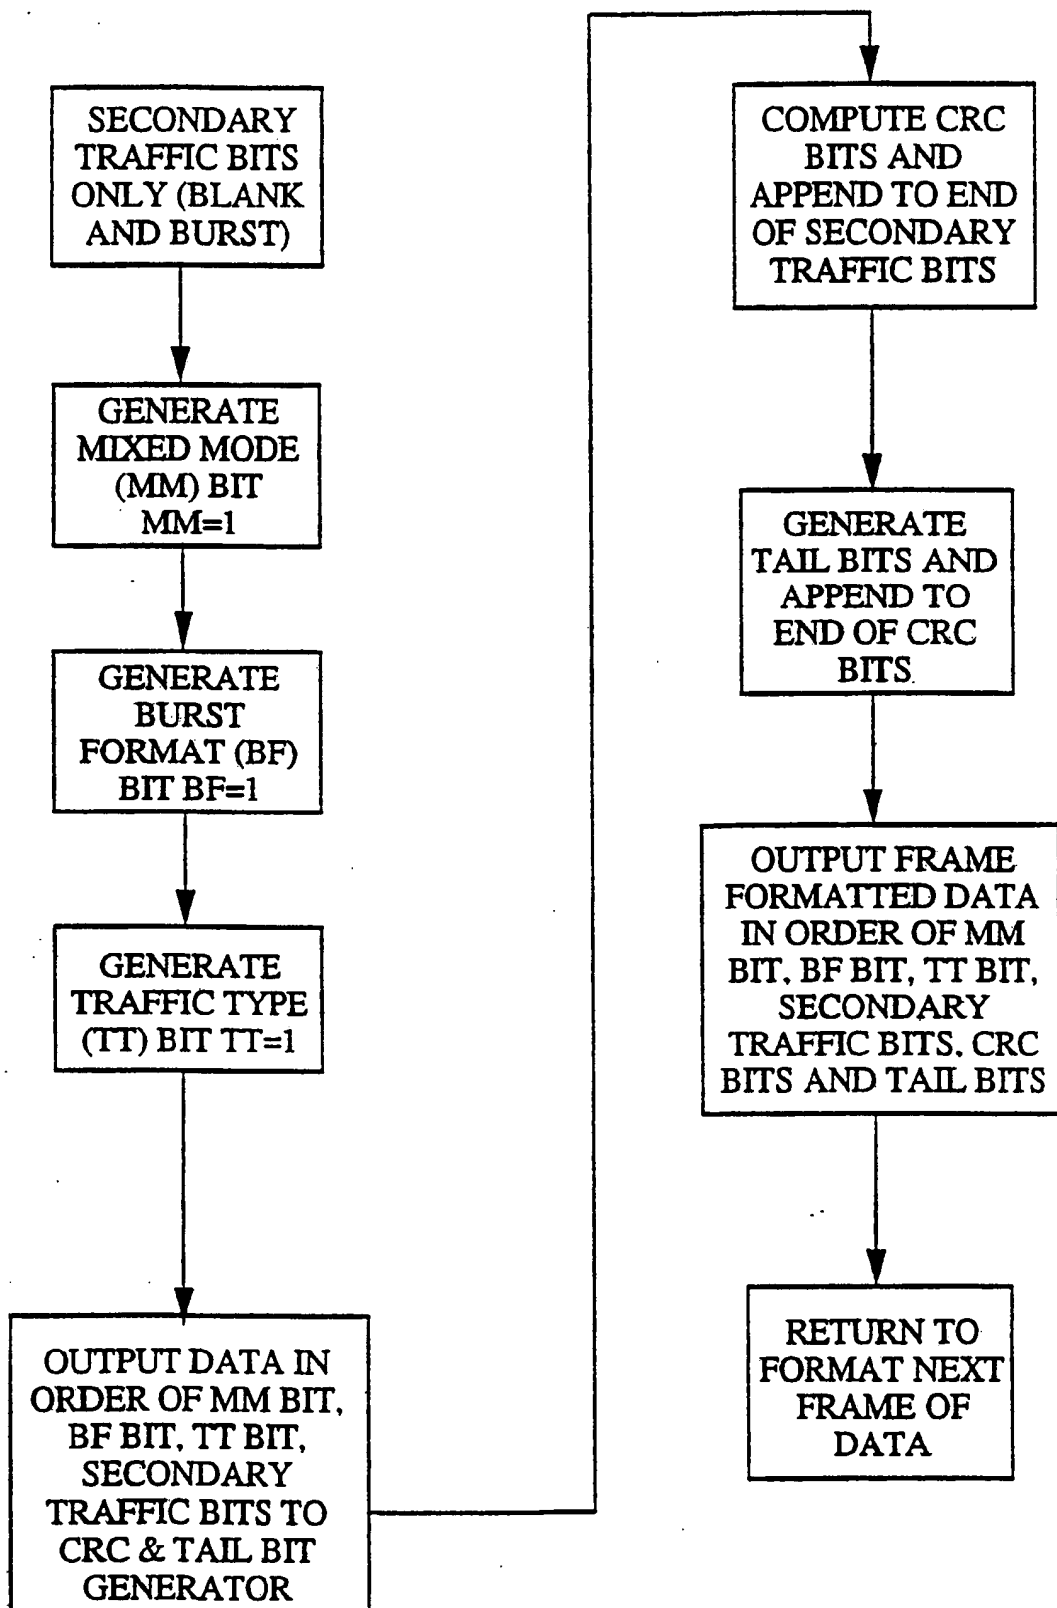 SECONDARY
TRAFFIC BITS
ONLY (BLANK
AND BURST)
GENERATE
MIXED MODE
(MM) BIT
MM=1
GENERATE
BURST
FORMAT (BF)
BIT BF=1
GENERATE
TRAFFIC TYPE
(TT) BIT TT=1
OUTPUT DATA IN
ORDER OF MM BIT,
BF BIT, TT BIT,
SECONDARY
TRAFFIC BITS TO
CRC & TAIL BIT
GENERATOR
COMPUTE CRC
BITS AND
APPEND TO END
OF SECONDARY
TRAFFIC BITS
GENERATE
TAIL BITS AND
APPEND TO
END OF CRC
BITS
OUTPUT FRAME
FORMATTED DATA
IN ORDER OF MM
BIT, BF BIT, TT BIT,
SECONDARY
TRAFFIC BITS, CRC
BITS AND TAIL BITS
RETURN TO
FORMAT NEXT
FRAME OF
DATA